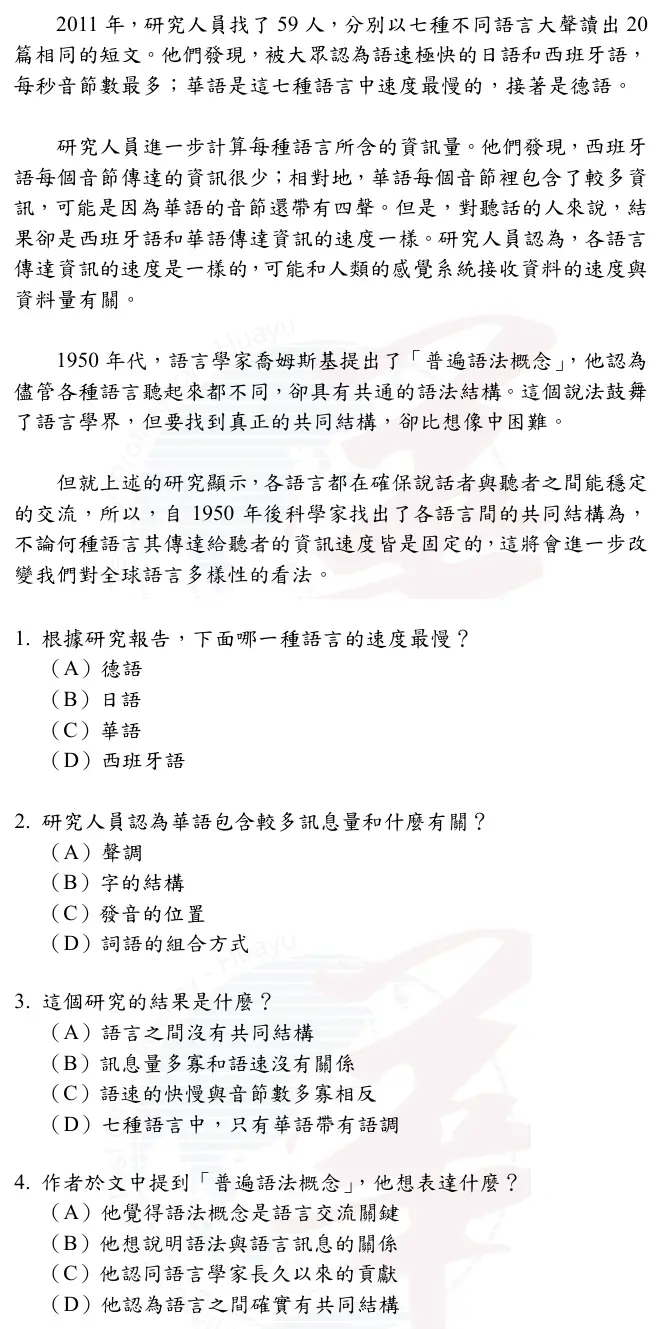 2011 年，研究人員找了 59 人，分別以七種不同語言大聲讀出 20
篇相同的短文。他們發現，被大眾認為語速極快的日語和西班牙語，
每秒音節數最多；華語是這七種語言中速度最慢的，接著是德語。
研究人員進一步計算每種語言所含的資訊量。他們發現，西班牙
語每個音節傳達的資訊很少；相對地，華語每個音節裡包含了較多資
訊，可能是因為華語的音節還帶有四聲。但是，對聽話的人來說，結
果卻是西班牙語和華語傳達資訊的速度一樣。研究人員認為，各語言
傳達資訊的速度是一樣的，可能和人類的感覺系統接收資料的速度與
資料量有關。
1950 年代，語言學家喬姆斯基提出了「普遍語法概念」，他認為
儘管各種語言聽起來都不同，卻具有共通的語法結構。這個說法鼓舞
了語言學界，但要找到真正的共同結構，卻比想像中困難。
但就上述的研究顯示，各語言都在確保說話者與聽者之間能穩定
的交流，所以，自 1950 年後科學家找出了各語言間的共同結構為，
不論何種語言其傳達給聽者的資訊速度皆是固定的，這將會進一步改
變我們對全球語言多樣性的看法。
1. 根據研究報告，下面哪一種語言的速度最慢？
（A）德語
（B）日語
（C）華語
（D）西班牙語
2. 研究人員認為華語包含較多訊息量和什麼有關？
（A）聲調
（B）字的結構
（C）發音的位置
（D）詞語的組合方式
3. 這個研究的結果是什麼？
（A）語言之間沒有共同結構
（B）訊息量多寡和語速沒有關係
（C）語速的快慢與音節數多寡相反
（D）七種語言中，只有華語帶有語調
4. 作者於文中提到「普遍語法概念」，他想表達什麼？
（A）他覺得語法概念是語言交流關鍵
（B）他想說明語法與語言訊息的關係
（C）他認同語言學家長久以來的貢獻
（D）他認為語言之間確實有共同結構